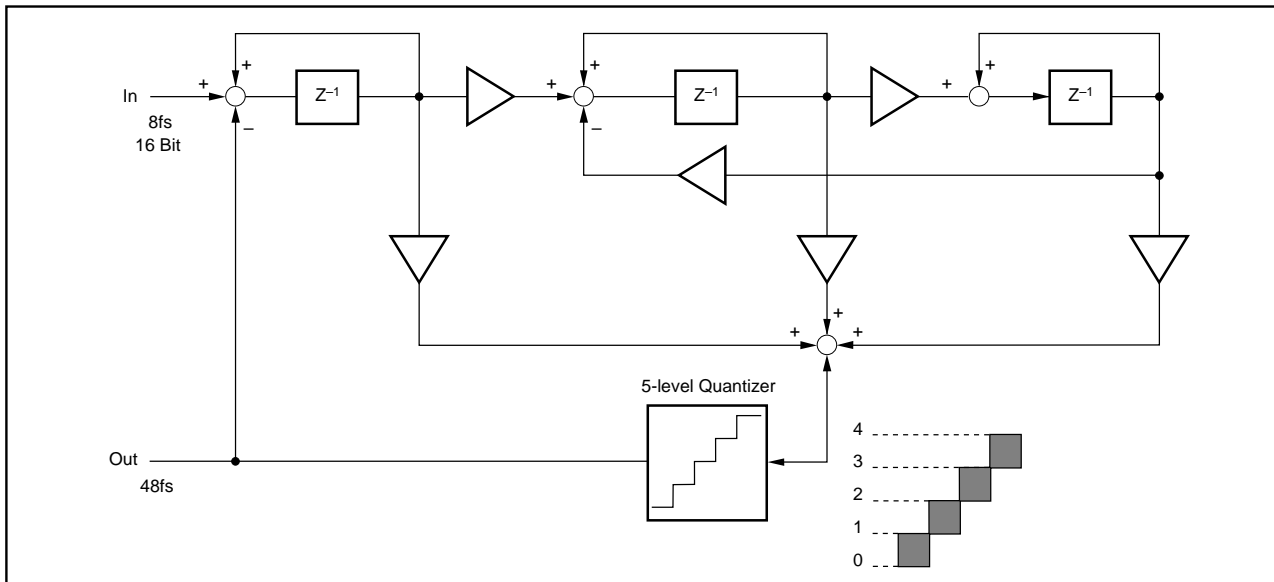 + + +
In + Z⁻¹ + Z⁻¹ + Z⁻¹
8fs – –
16 Bit
+
+ +
5-level Quantizer
4
Out 3
48fs 2
1
0